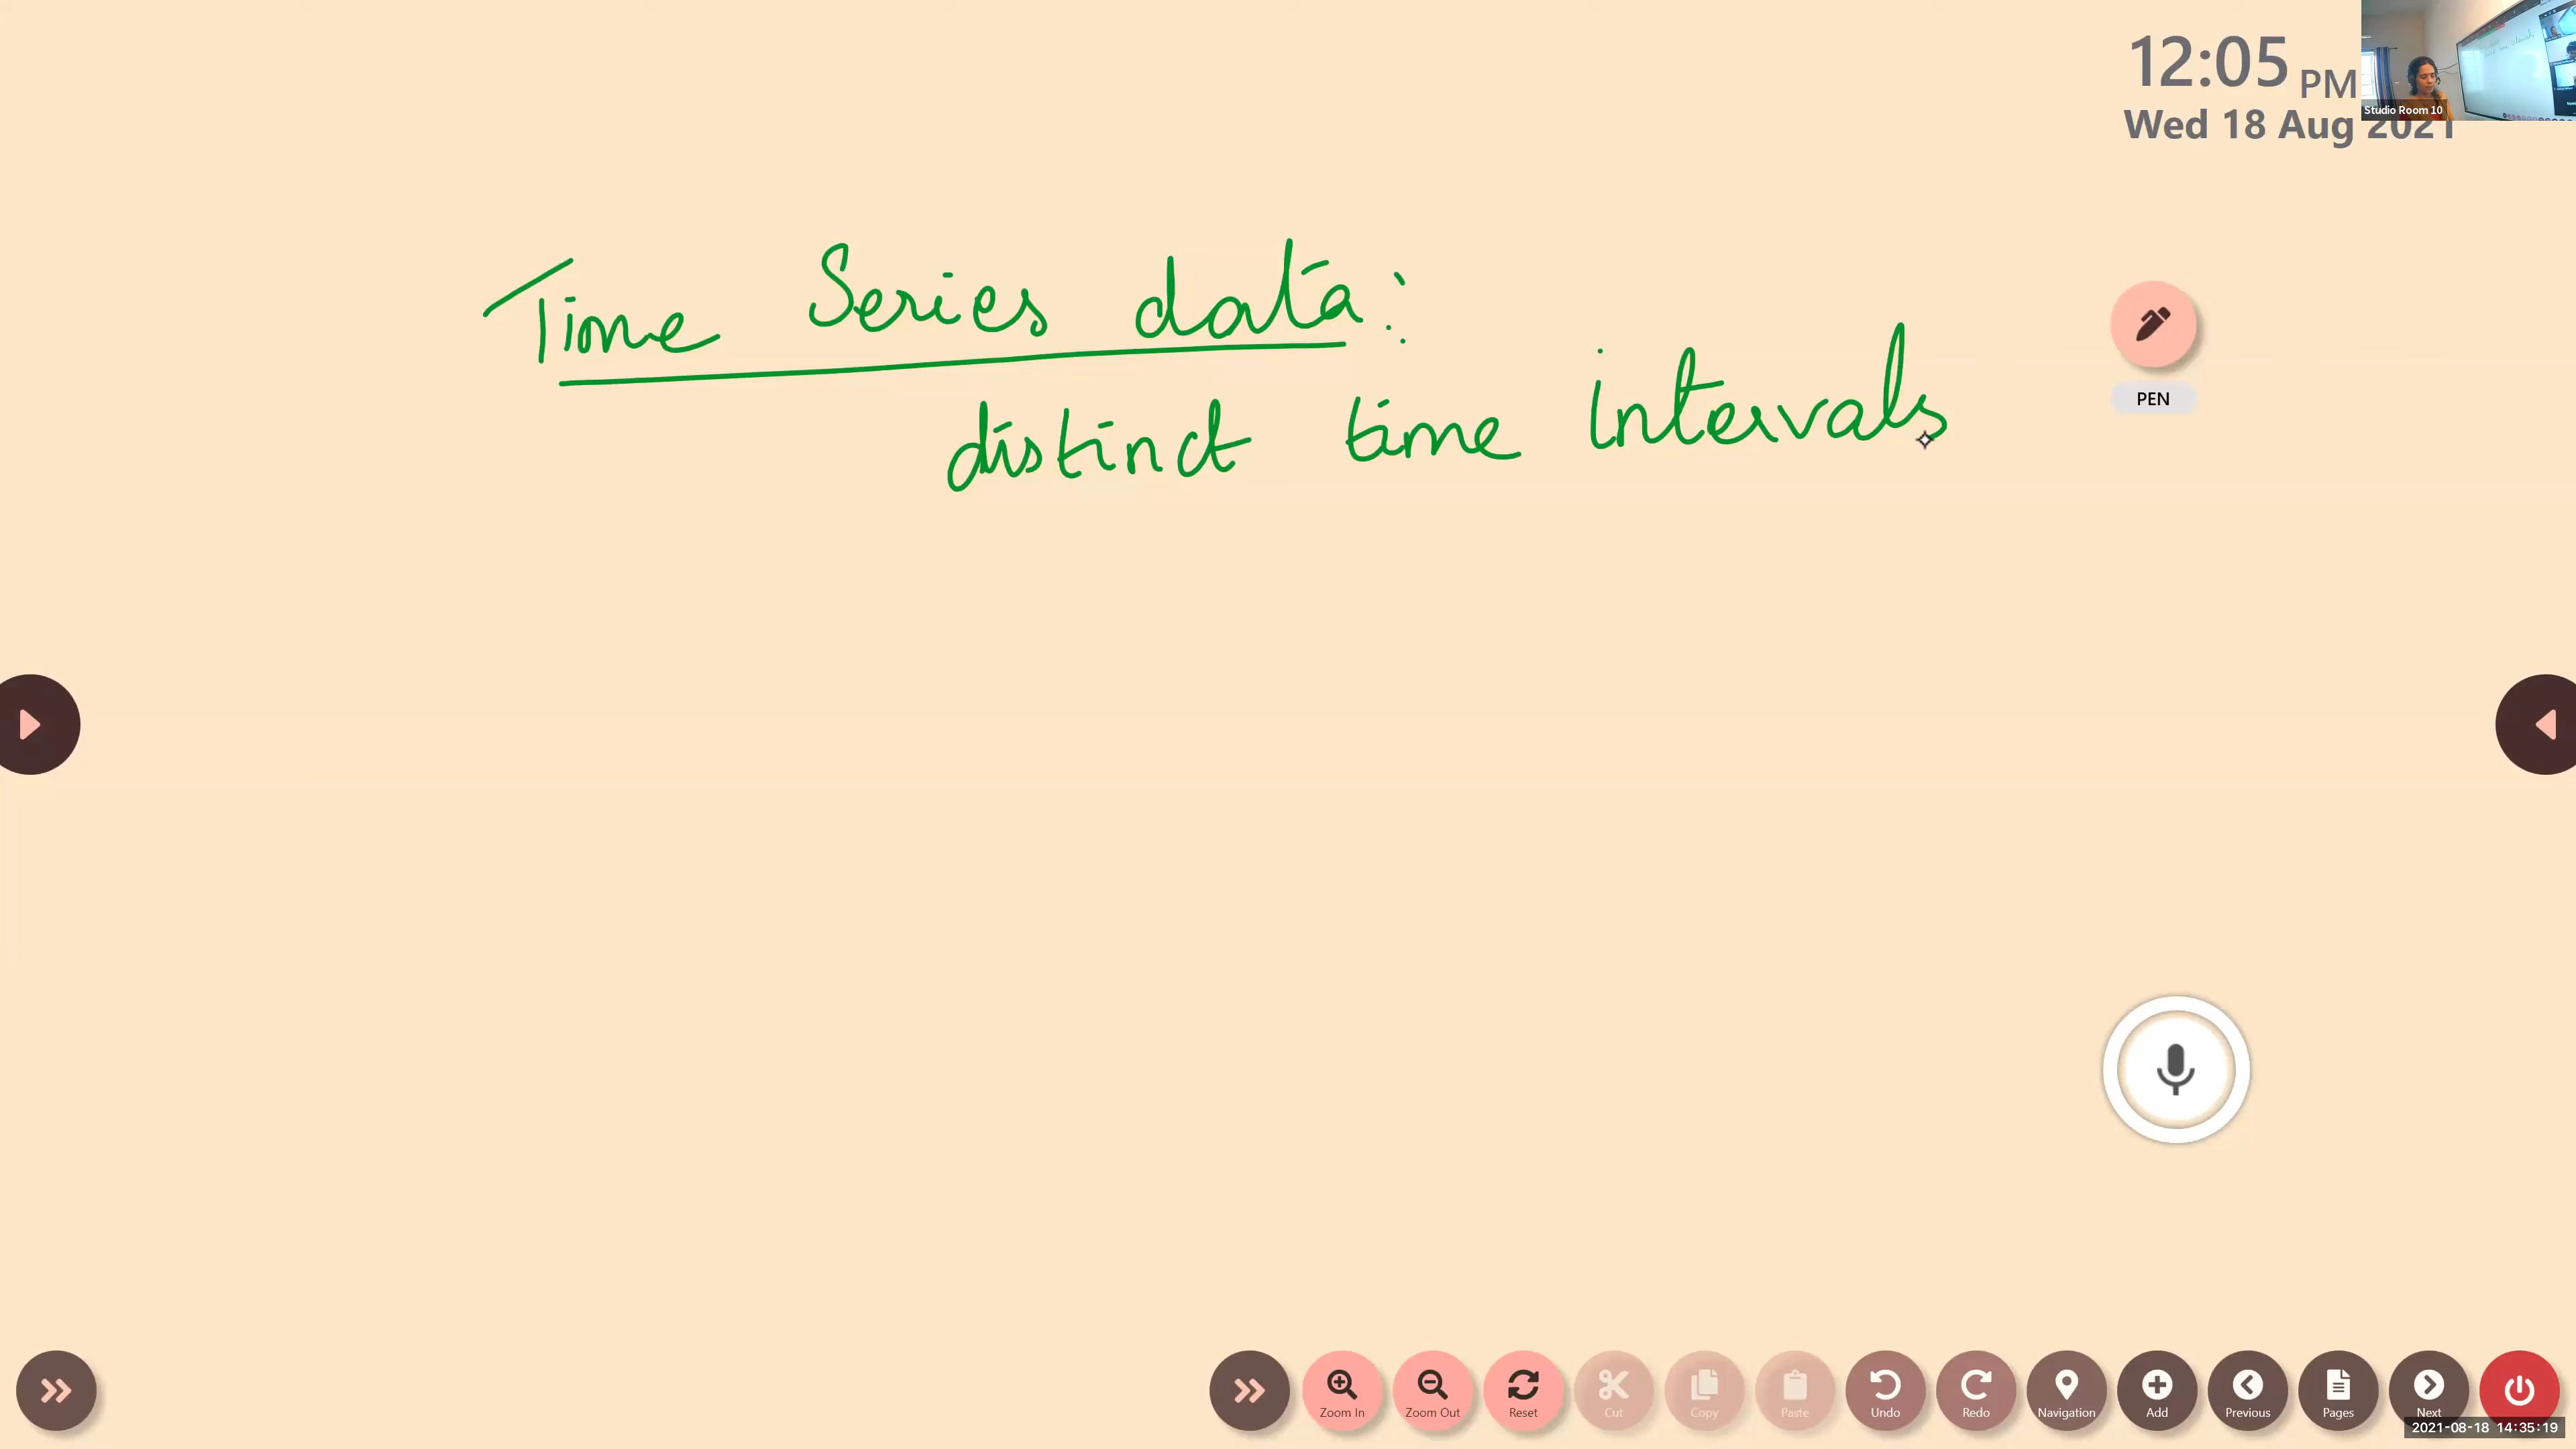 12:05 PM
Wed 18 Aug 2021
Studio Room 10
Time Series data:
distinct time intervals
PEN
Zoom In
Zoom Out
Reset
Cut
Copy
Paste
Undo
Redo
Navigation
Add
Previous
Pages
Next
2021-08-18 14:35:19